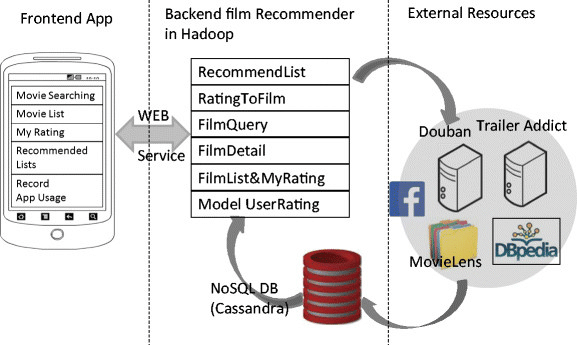 Frontend App
Backend film Recommender
in Hadoop
External Resources
Movie Searching
Movie List
My Rating
Recommended
Lists
Record
App Usage
WEB
Service
RecommendList
RatingToFilm
FilmQuery
FilmDetail
FilmList&MyRating
Model UserRating
NoSQL DB
(Cassandra)
Douban
Trailer Addict
f
MovieLens
DBpedia